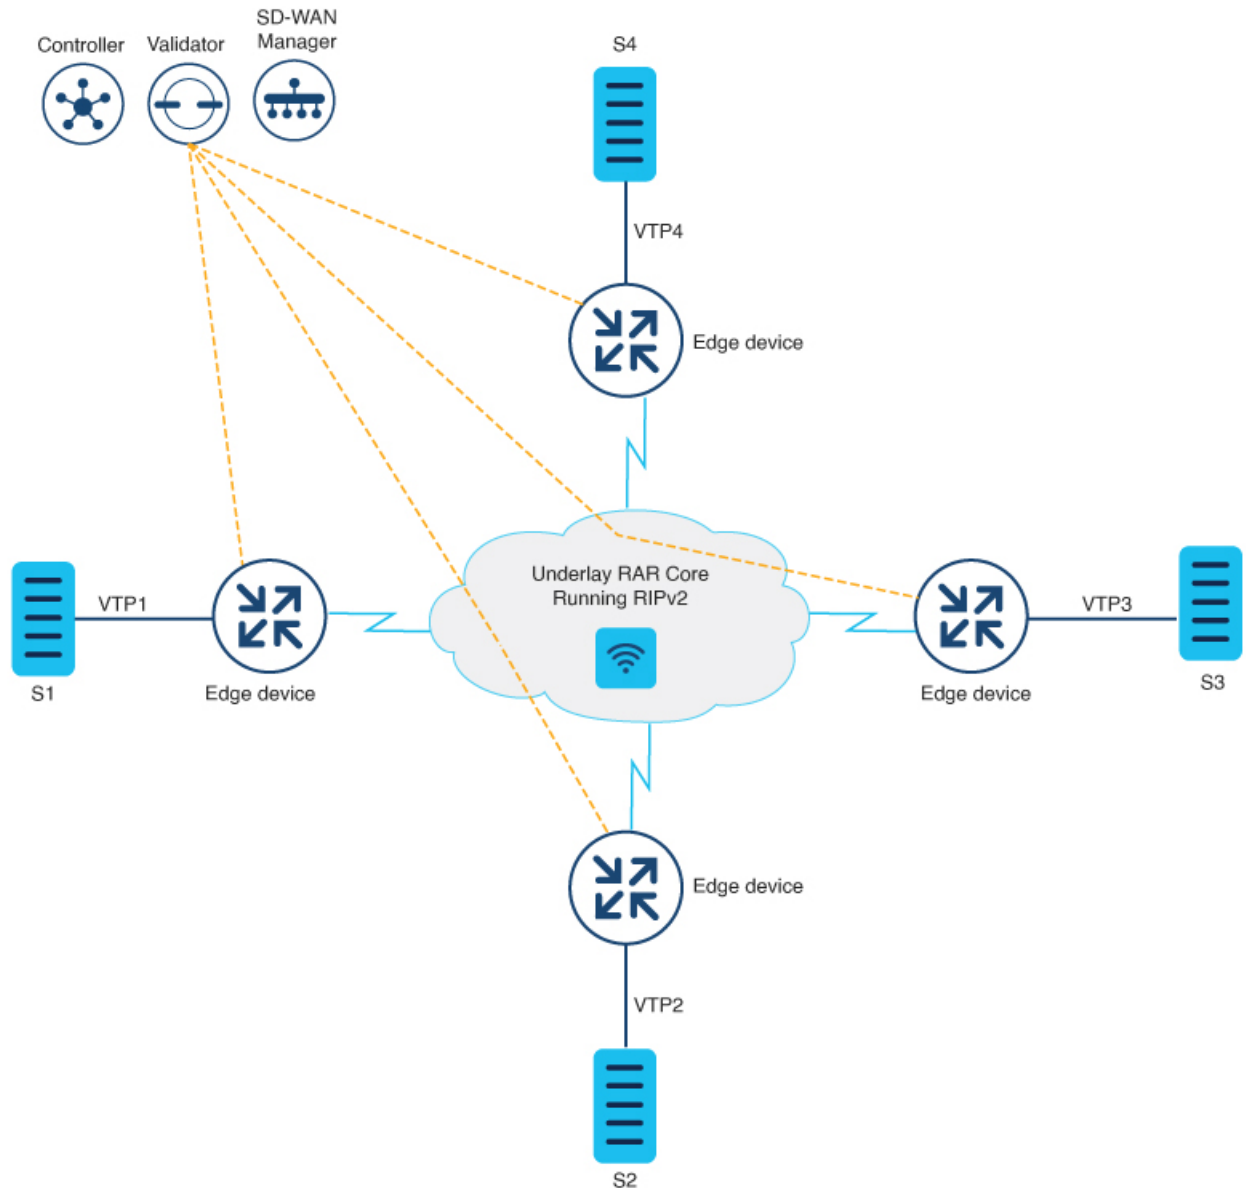 SD-WAN
Manager
Controller
Validator
S4
VTP4
Edge device
Underlay RAR Core
Running RIPv2
VTP1
VTP3
S1
Edge device
Edge device
S3
Edge device
VTP2
S2